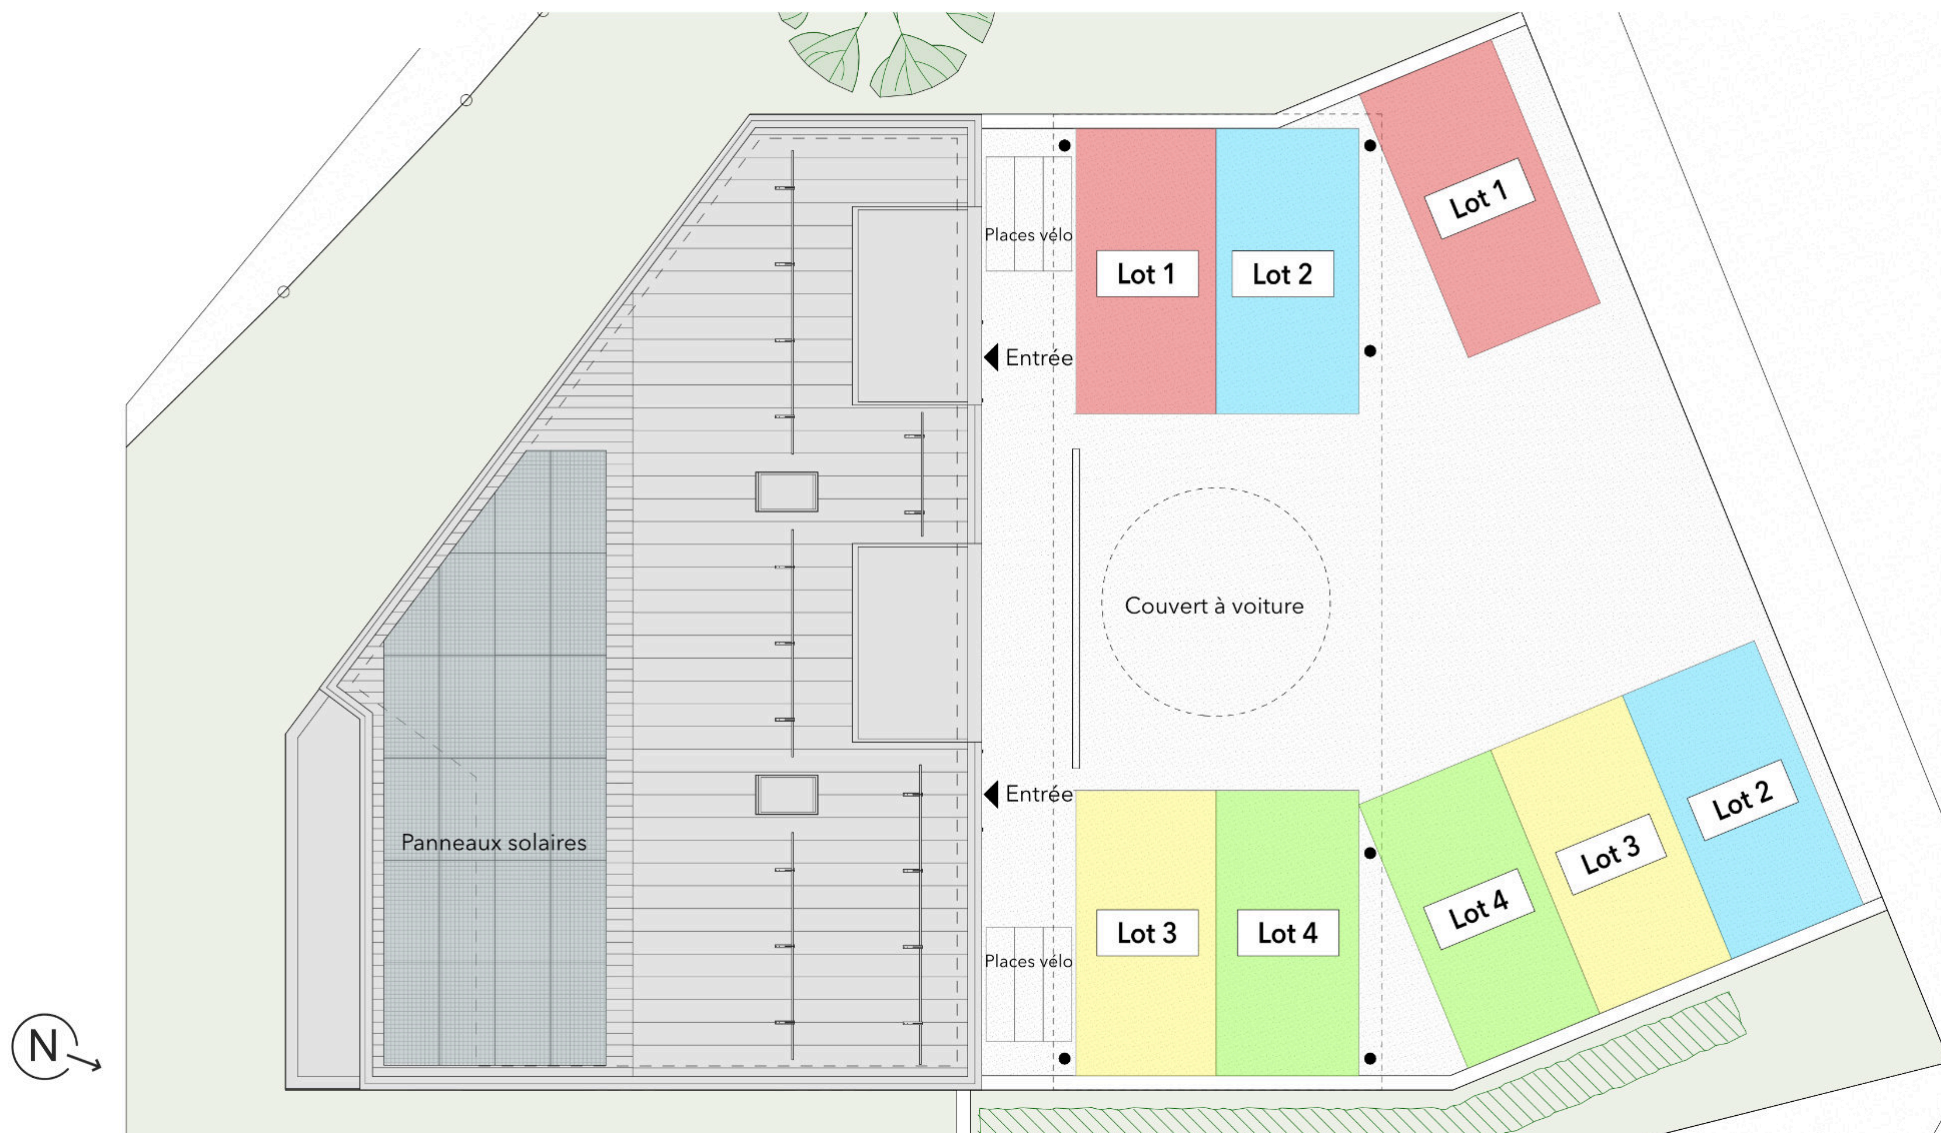 Lot 1
Places vélo
Lot 1
Lot 2
Entrée
Couvert à voiture
Entrée
Lot 2
Panneaux solaires
Lot 3
Lot 4
Lot 3
Lot 4
Places vélo
N